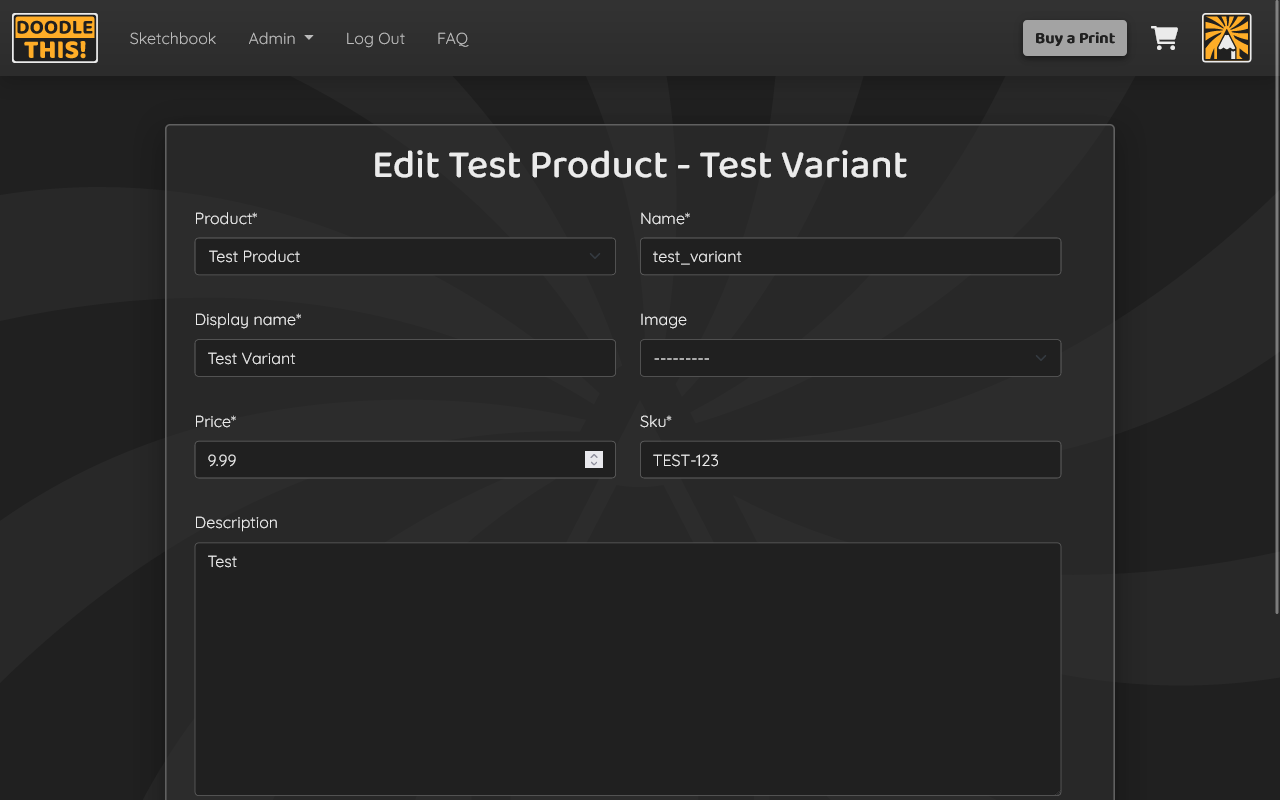 DOODLE
THIS!
Sketchbook Admin Log Out FAQ Buy a Print
Edit Test Product - Test Variant
Product* Name*
Test Product test_variant
Display name* Image
Test Variant ---------
Price* Sku*
9.99 TEST-123
Description
Test